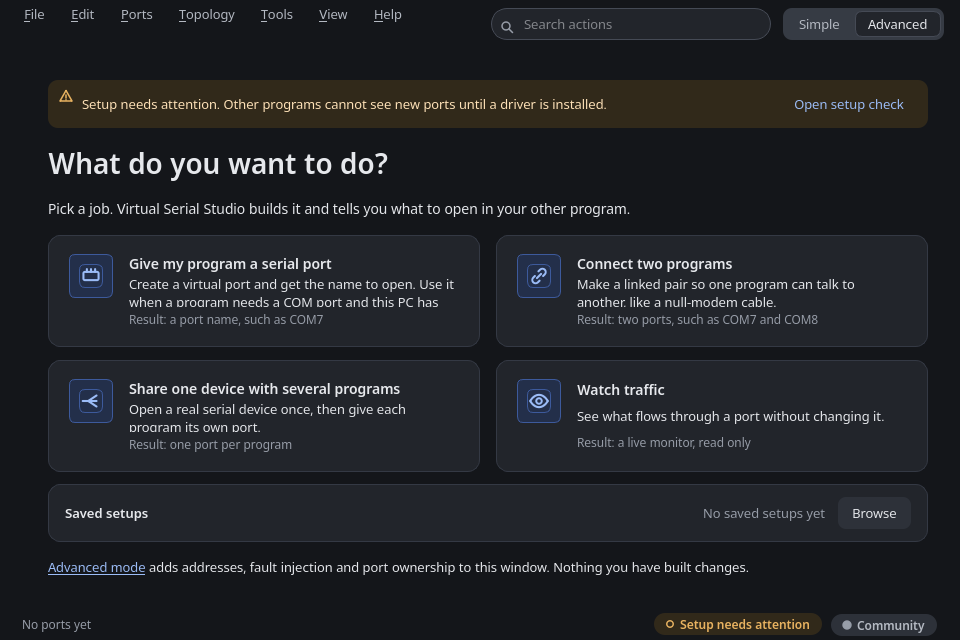 File Edit Ports Topology Tools View Help
Search actions
Simple Advanced
Setup needs attention. Other programs cannot see new ports until a driver is installed.
Open setup check
What do you want to do?
Pick a job. Virtual Serial Studio builds it and tells you what to open in your other program.
Give my program a serial port
Create a virtual port and get the name to open. Use it
when a program needs a COM port and this PC has
Result: a port name, such as COM7
Connect two programs
Make a linked pair so one program can talk to
another, like a null-modem cable.
Result: two ports, such as COM7 and COM8
Share one device with several programs
Open a real serial device once, then give each
program its own port.
Result: one port per program
Watch traffic
See what flows through a port without changing it.
Result: a live monitor, read only
Saved setups
No saved setups yet
Browse
Advanced mode adds addresses, fault injection and port ownership to this window. Nothing you have built changes.
No ports yet
Setup needs attention
Community